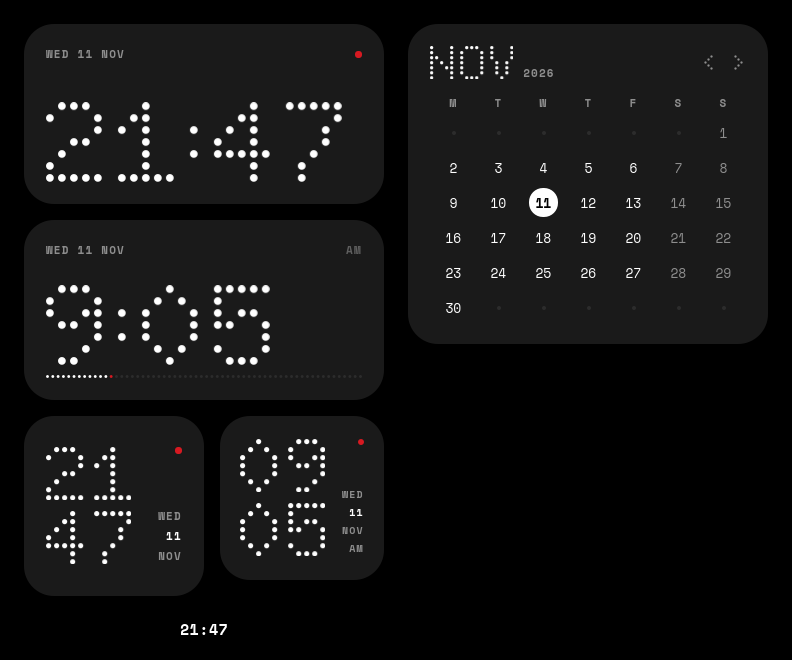 WED 11 NOV
21:47
WED 11 NOV AM
9:05
21
47
WED
11
NOV
09
05
WED
11
NOV
AM
21:47
NOV 2026 < >
M T W T F S S
1
2 3 4 5 6 7 8
9 10 11 12 13 14 15
16 17 18 19 20 21 22
23 24 25 26 27 28 29
30